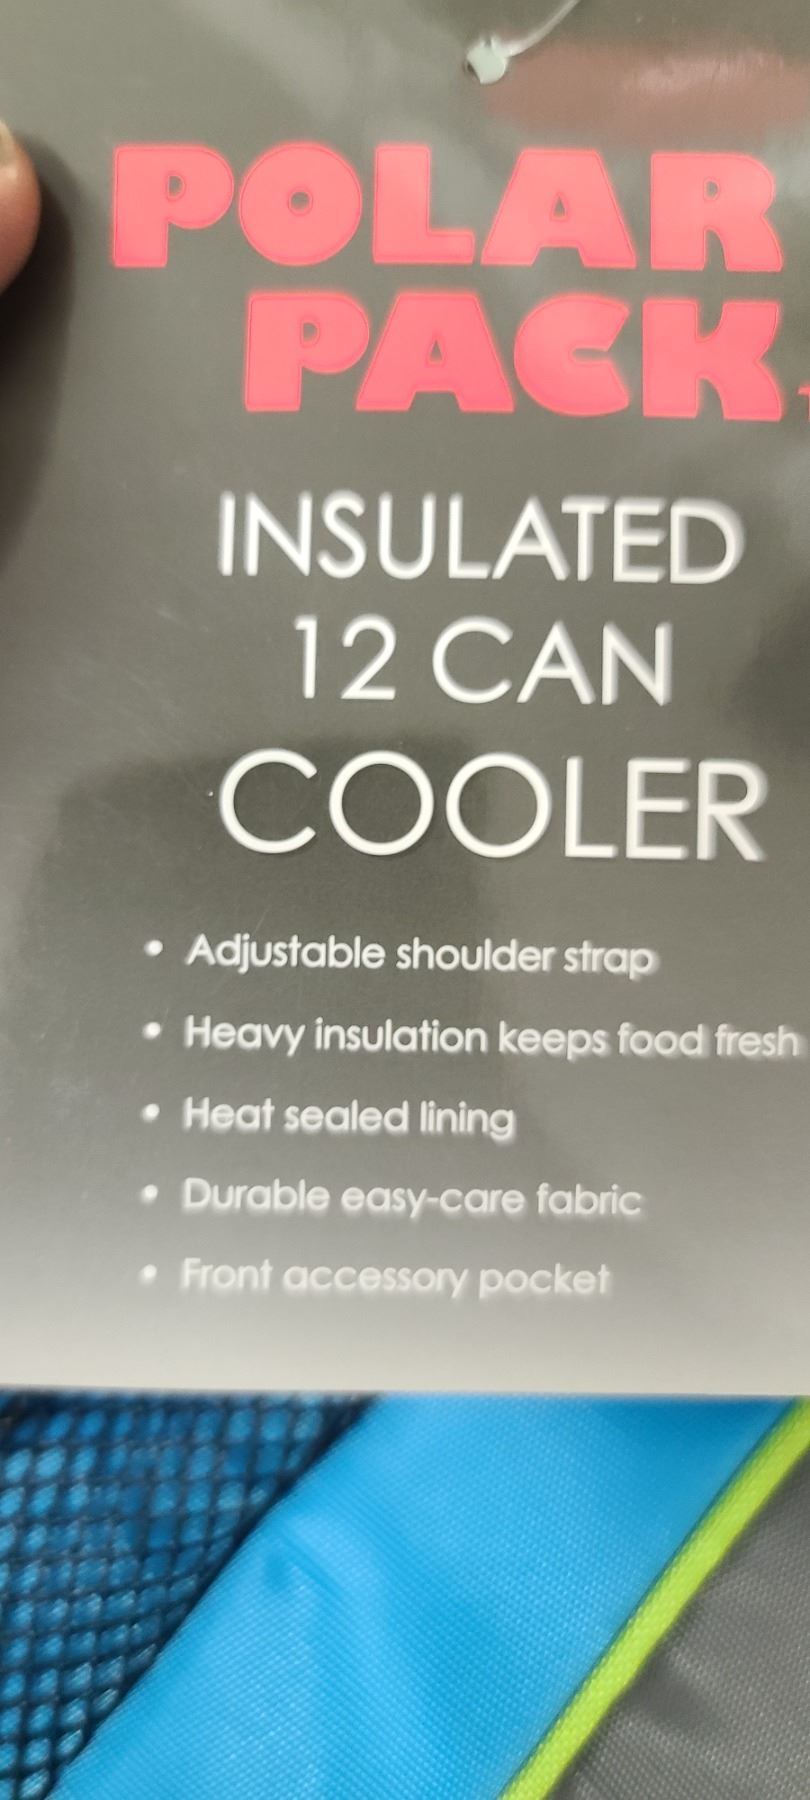 POLAR
PACK
INSULATED
12 CAN
COOLER
• Adjustable shoulder strap
• Heavy insulation keeps food fresh
• Heat sealed lining
• Durable easy-care fabric
• Front accessory pocket